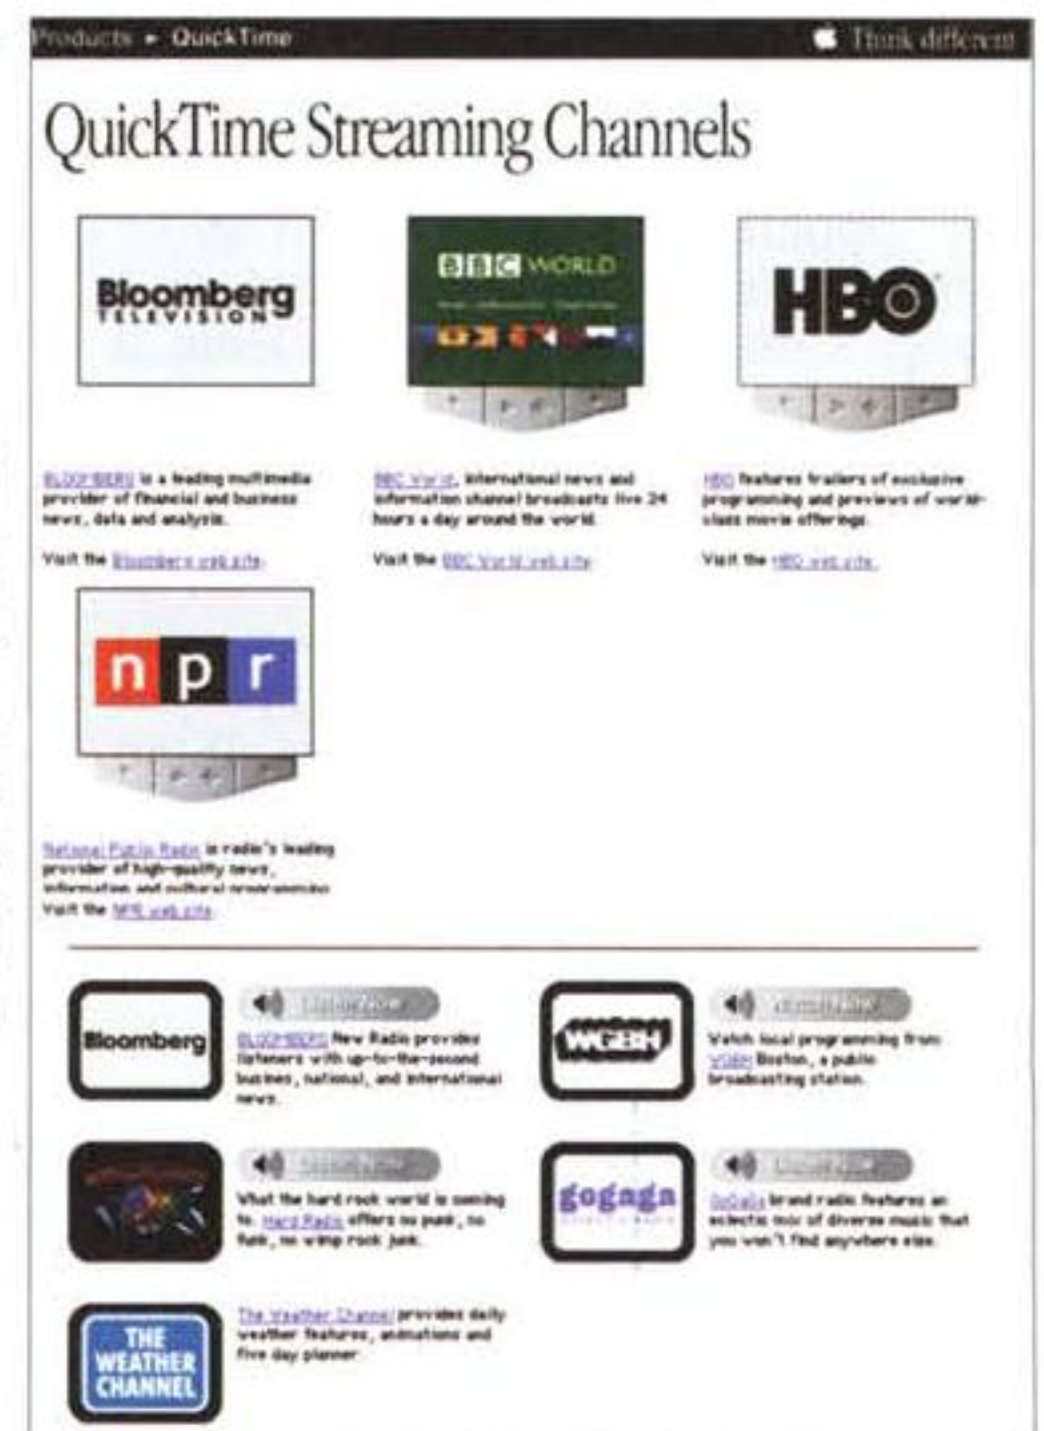 Products ▸ QuickTime
Think different
QuickTime Streaming Channels
Bloomberg
TELEVISION
BBC WORLD
HBO
BLOOMBERG is a leading multimedia
provider of financial and business
news, data and analysis.
Visit the Bloomberg web site.
BBC World, international news and
information channel broadcasts live 24
hours a day around the world.
Visit the BBC World web site.
HBO features trailers of exclusive
programming and previews of world-
class movie offerings.
Visit the HBO web site.
npr
National Public Radio is radio's leading
provider of high-quality news,
information and cultural programming
Visit the NPR web site.
Bloomberg
BLOOMBERG New Radio provides
listeners with up-to-the-second
busines, national, and international
news.
WGBH
Watch local programming from
WGBH Boston, a public
broadcasting station.
What the hard rock world is coming
to. Hard Radio offers no punk, no
funk, no wimp rock junk.
gogaga
GoGaGa brand radio features an
eclectic mix of diverse music that
you won't find anywhere else.
THE
WEATHER
CHANNEL
The Weather Channel provides daily
weather features, animations and
five day planner.